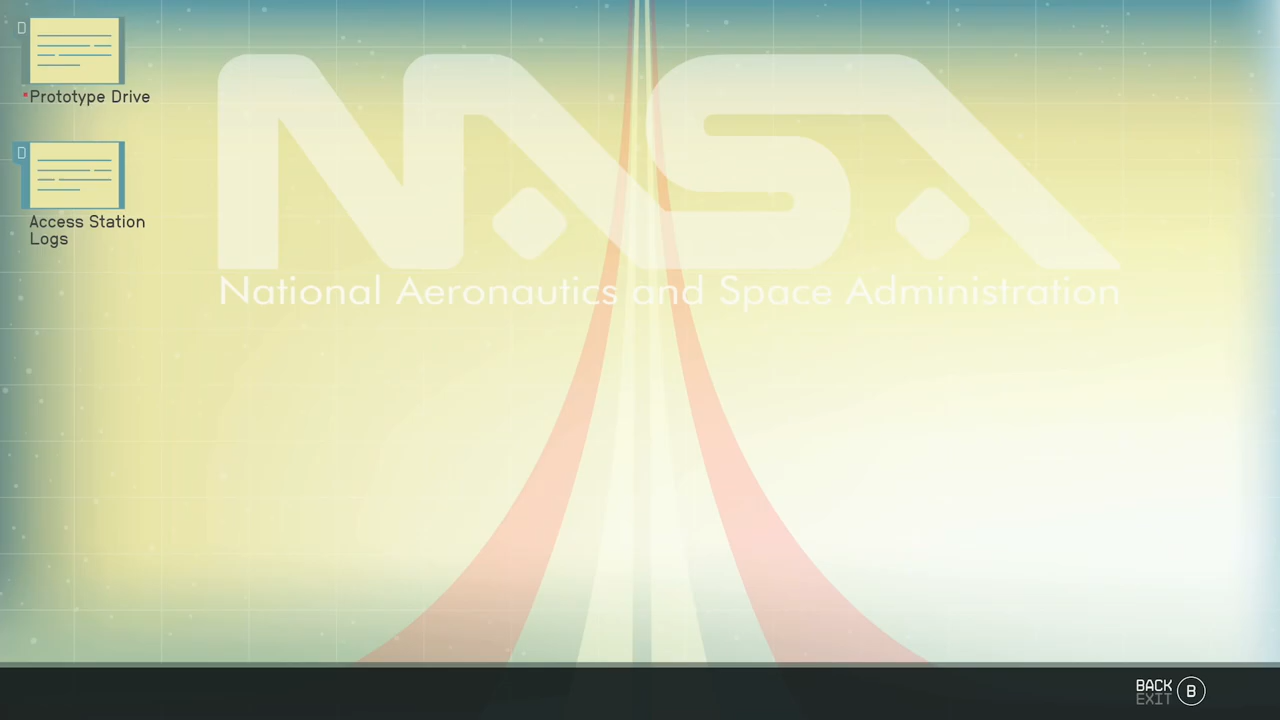 D
Prototype Drive
D
Access Station
Logs
NASA
National Aeronautics and Space Administration
BACK
EXIT
B